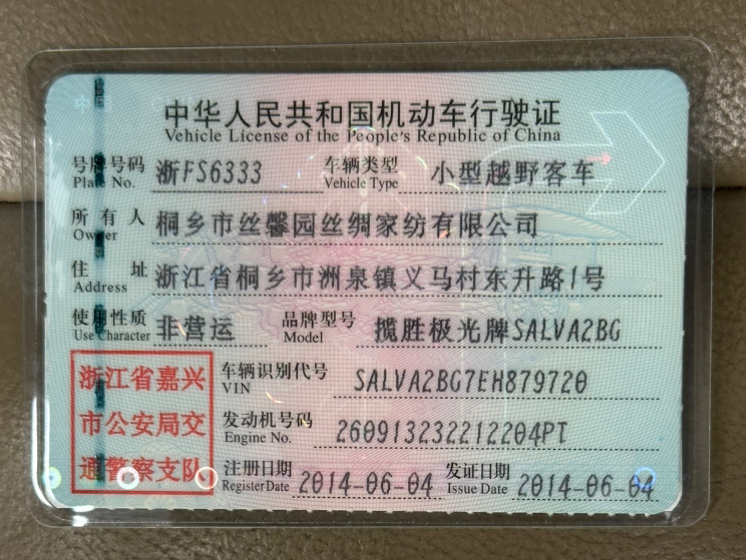 中华人民共和国机动车行驶证
Vehicle License of the People's Republic of China
号牌号码 浙FS6333 车辆类型 小型越野客车
Plate No. Vehicle Type
所有人 桐乡市丝馨园丝绸家纺有限公司
Owner
住址 浙江省桐乡市洲泉镇义马村东升路1号
Address
使用性质 非营运 品牌型号 揽胜极光牌SALVA2BG
Use Character Model
浙江省嘉兴
市公安局交
通警察支队
车辆识别代号 SALVA2BG7EH879720
VIN
发动机号码 2609132322212204PT
Engine No.
注册日期 2014-06-04 发证日期 2014-06-04
Register Date Issue Date